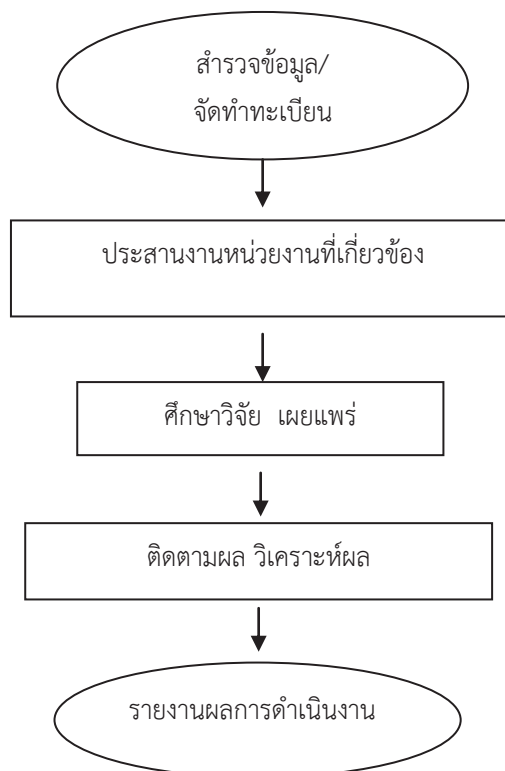 สำรวจข้อมูล/
จัดทำทะเบียน
ประสานงานหน่วยงานที่เกี่ยวข้อง
ศึกษาวิจัย เผยแพร่
ติดตามผล วิเคราะห์ผล
รายงานผลการดำเนินงาน